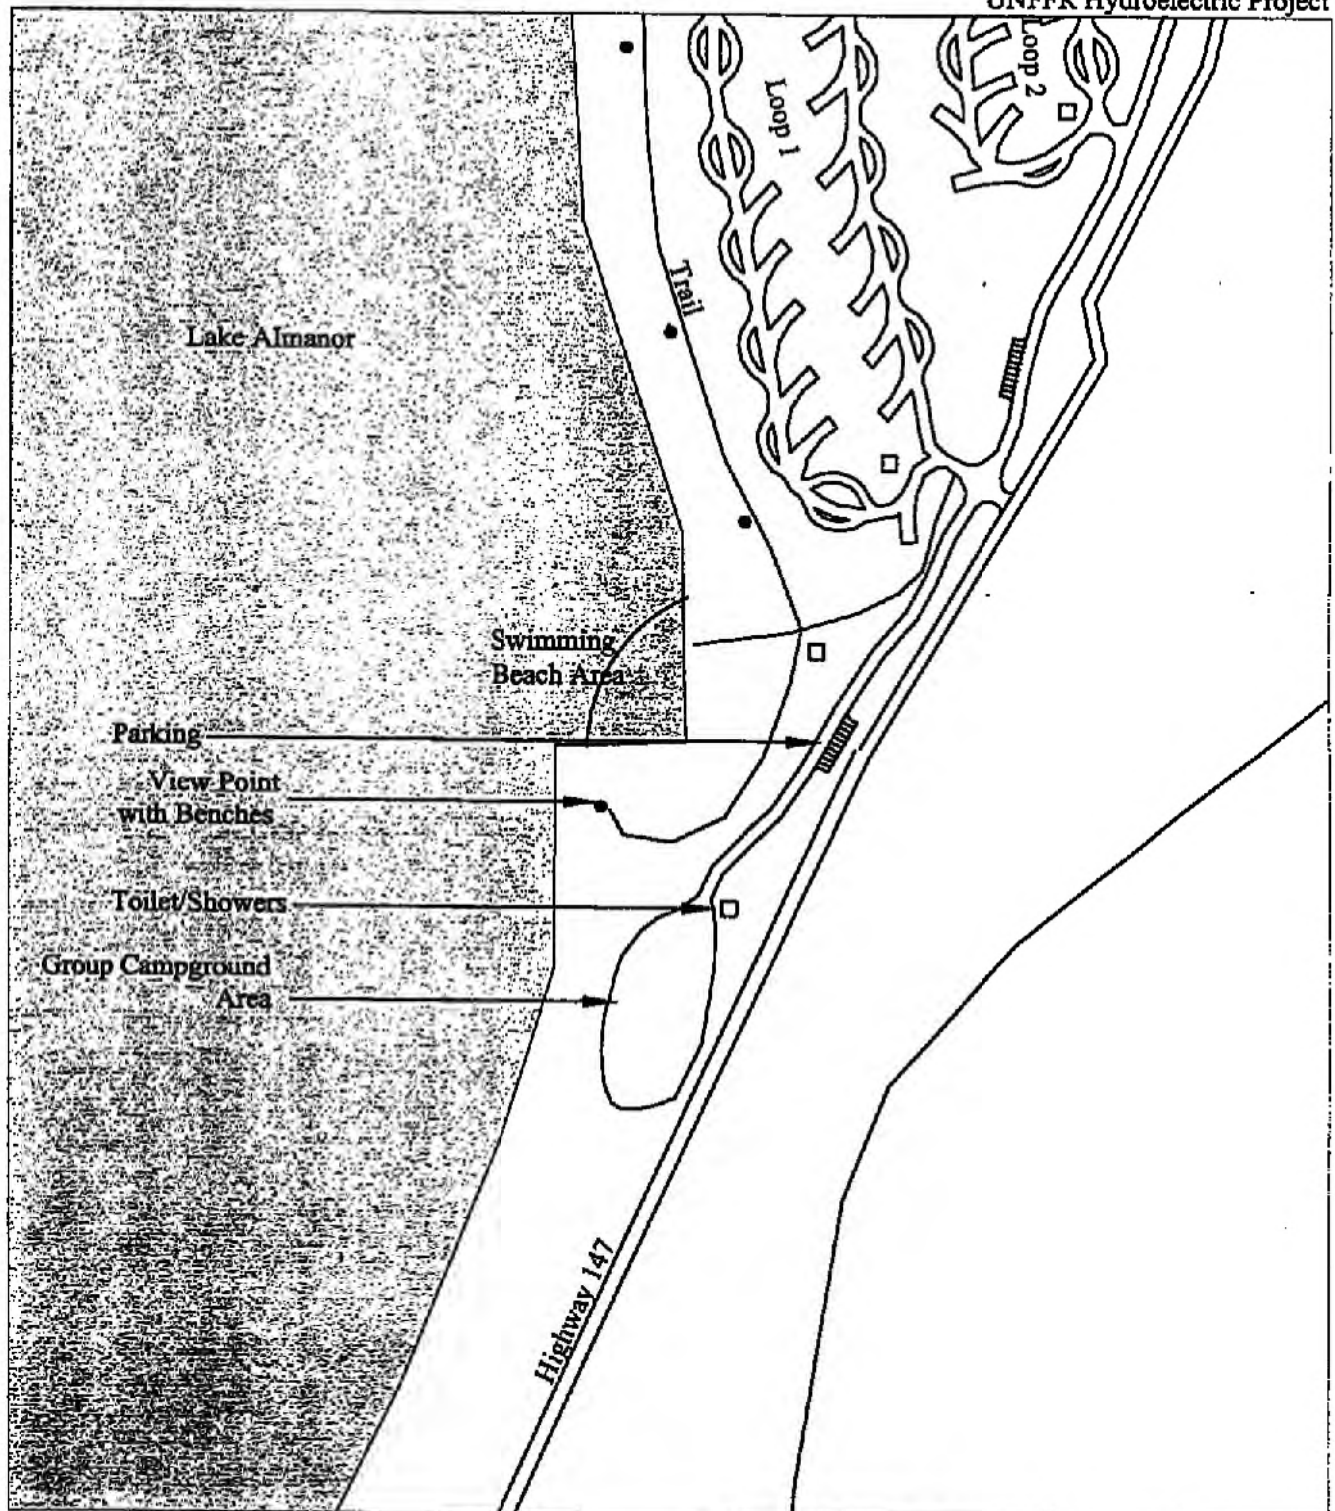 UNFFR Hydroelectric Project
Loop 1
Loop 2
Trail
Lake Almanor
Swimming
Beach Area
Parking
View Point
with Benches
Toilet/Showers
Group Campground
Area
Highway 147